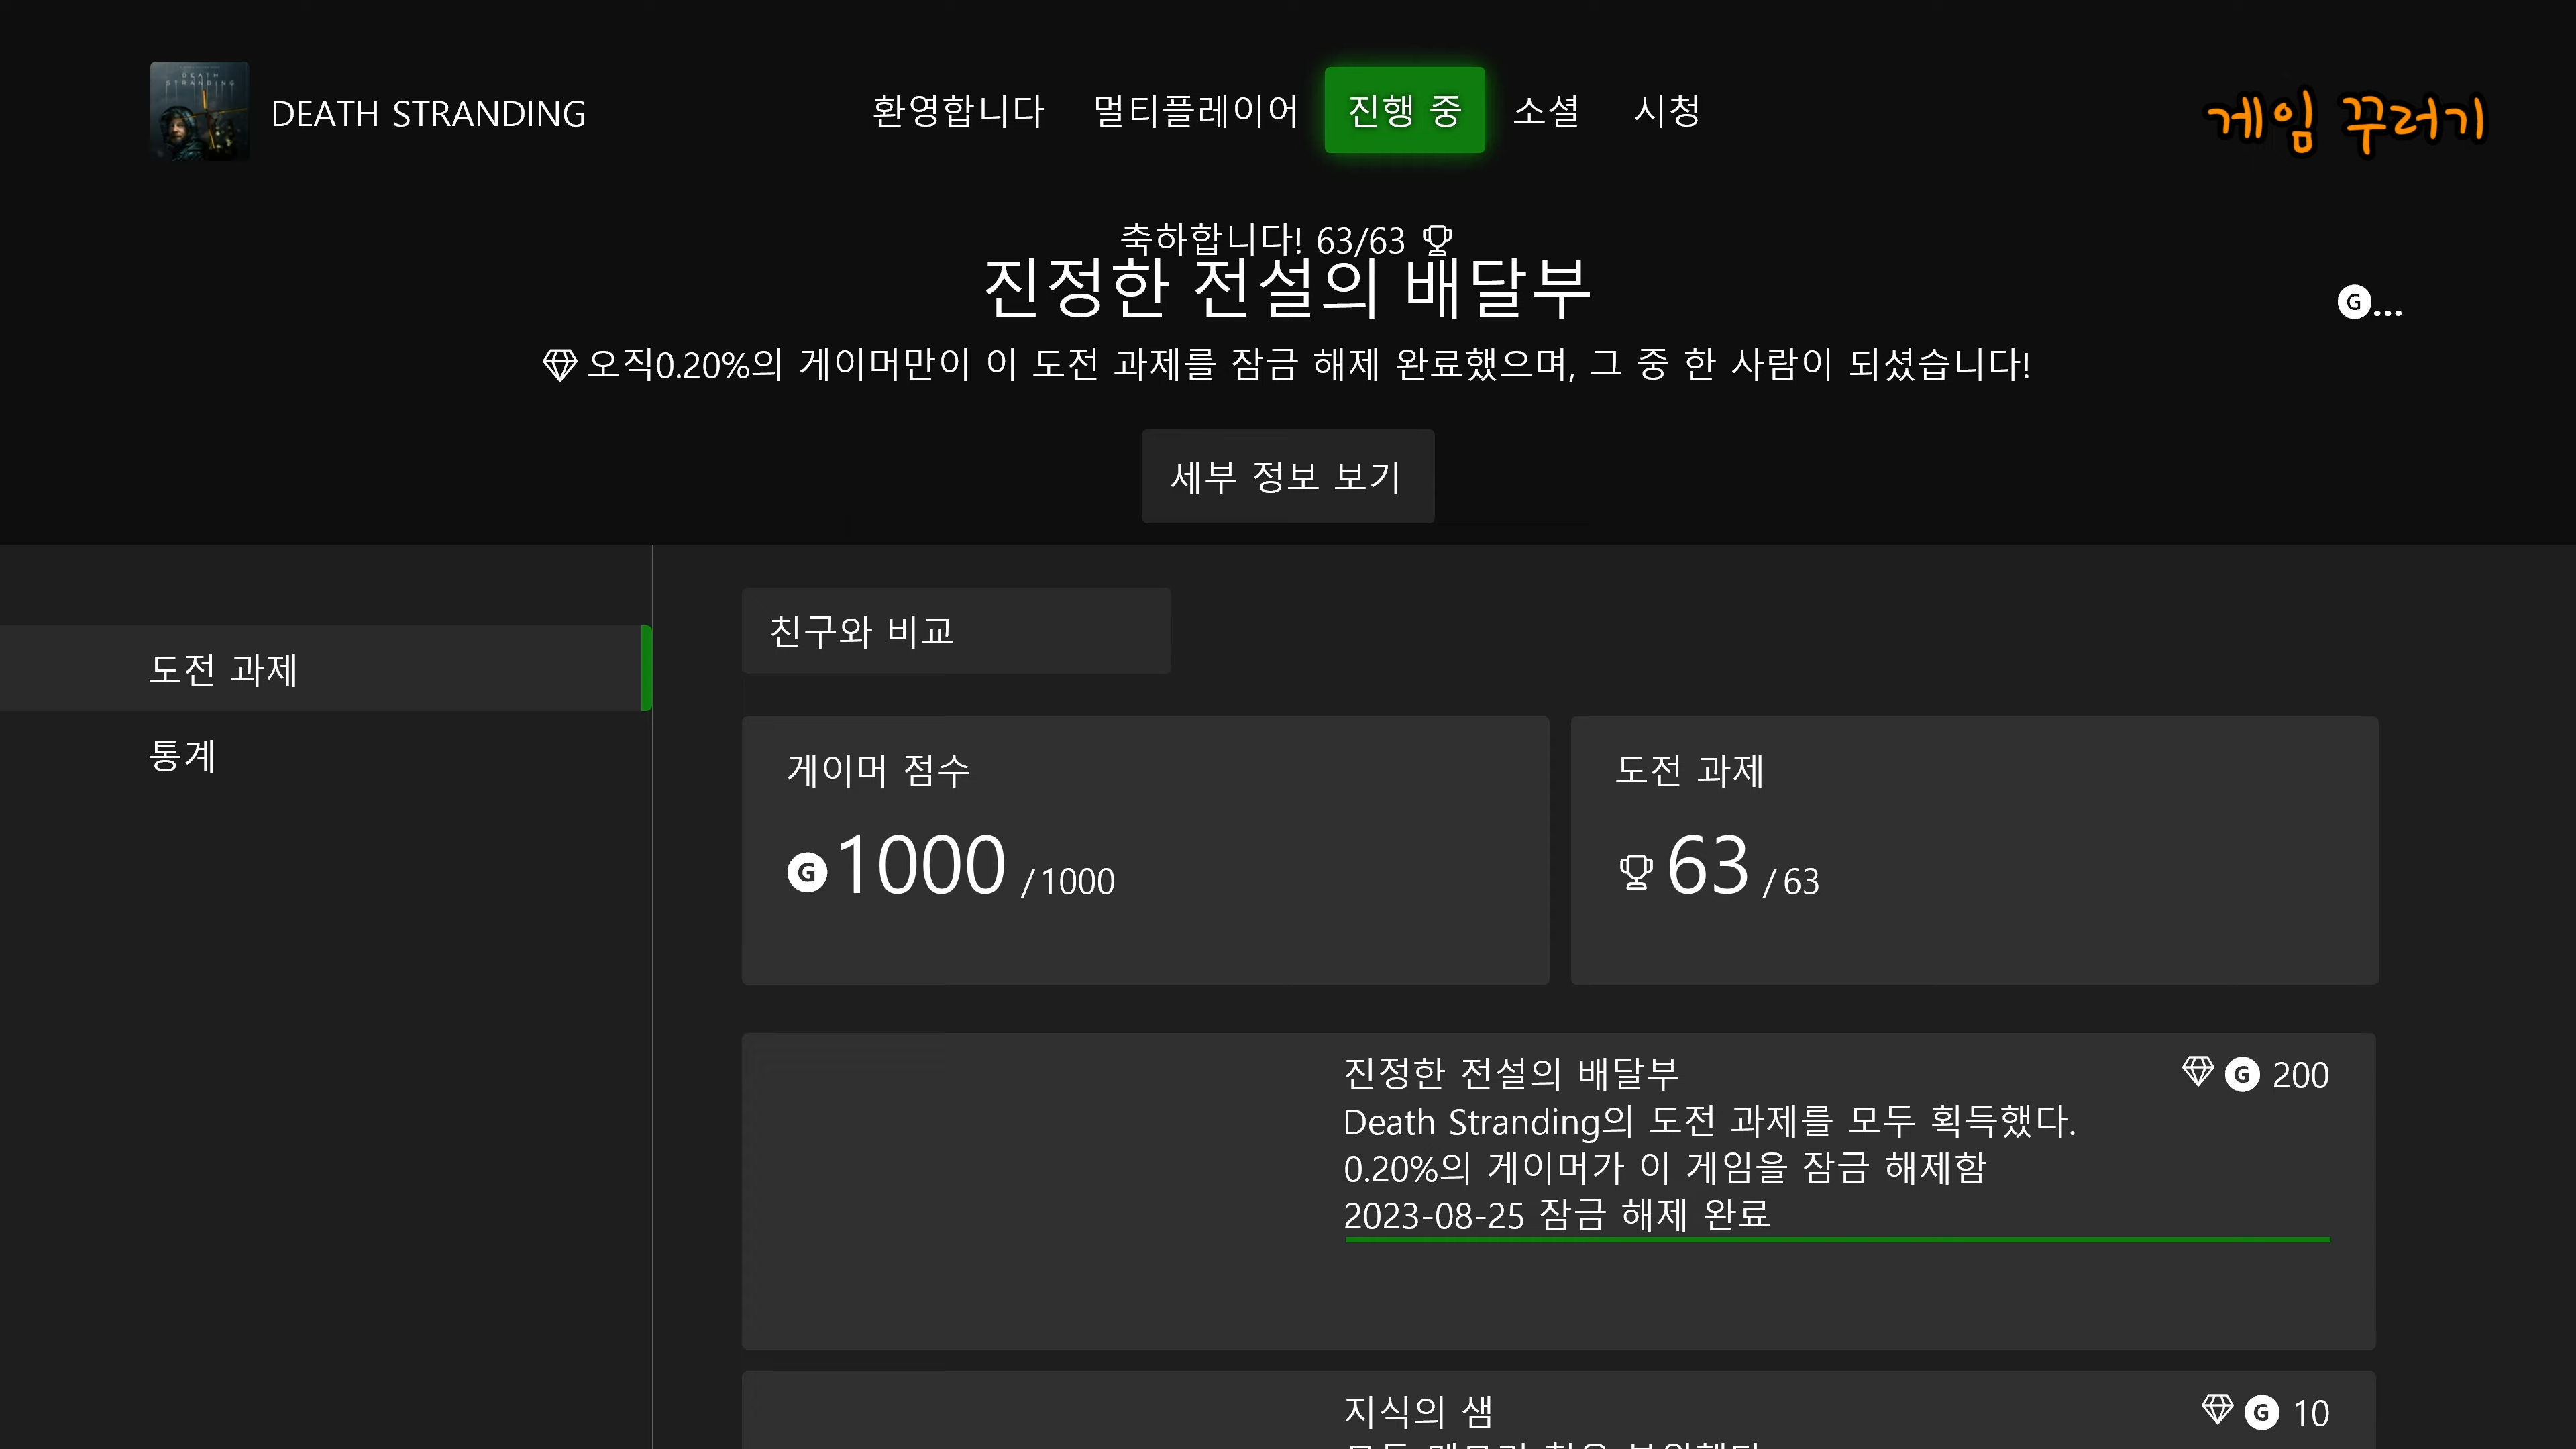 DEATH STRANDING
DEATH STRANDING
환영합니다
멀티플레이어
진행 중
소셜
시청
게임 꾸러기
축하합니다! 63/63
진정한 전설의 배달부
G...
오직0.20%의 게이머만이 이 도전 과제를 잠금 해제 완료했으며, 그 중 한 사람이 되셨습니다!
세부 정보 보기
도전 과제
통계
친구와 비교
게이머 점수
G 1000 /1000
도전 과제
63 /63
진정한 전설의 배달부
G 200
Death Stranding의 도전 과제를 모두 획득했다.
0.20%의 게이머가 이 게임을 잠금 해제함
2023-08-25 잠금 해제 완료
지식의 샘
G 10